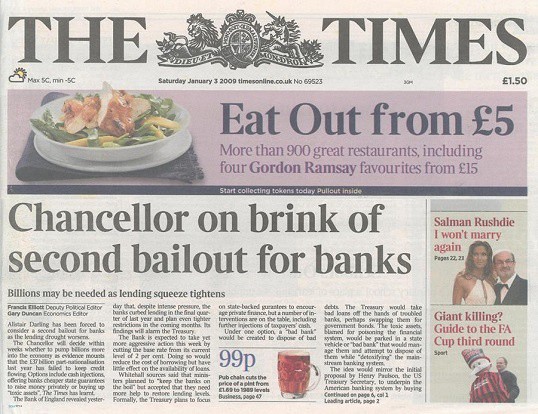 THE TIMES
DIEU ET MON DROIT
Max 5C, min -5C
Saturday January 3 2009 timesonline.co.uk No 69523
£1.50
Eat Out from £5
More than 900 great restaurants, including
four Gordon Ramsay favourites from £15
Start collecting tokens today Pullout inside
Chancellor on brink of
second bailout for banks
Billions may be needed as lending squeeze tightens
Francis Elliott Deputy Political Editor
Gary Duncan Economics Editor
Alistair Darling has been forced to
consider a second bailout for banks
as the lending drought worsens.
The Chancellor will decide within
weeks whether to pump billions more
into the economy as evidence mounts
that the £37 billion part-nationalisation
last year has failed to keep credit
flowing. Options include cash injections,
offering banks cheaper state guarantees
to raise money privately or buying up
"toxic assets", The Times has learnt.
The Bank of England revealed yester-
day that, despite intense pressure, the
banks curbed lending in the final quar-
ter of last year and plan even tighter
restrictions in the coming months. Its
findings will alarm the Treasury.
The Bank is expected to take yet
more aggressive action this week by
cutting the base rate from its current
level of 2 per cent. Doing so would
reduce the cost of borrowing but have
little effect on the availability of loans.
Whitehall sources said that minis-
ters planned to "keep the banks on
the boil" but accepted that they need
more help to restore lending levels.
Formally, the Treasury plans to focus
on state-backed guarantees to encour-
age private finance, but a number of in-
terventions are on the table, including
further injections of taxpayers' cash.
Under one option, a "bad bank"
would be created to dispose of bad
debts. The Treasury would take
bad loans off the hands of troubled
banks, perhaps swapping them for
government bonds. The toxic assets,
blamed for poisoning the financial
system, would be parked in a state
vehicle or "bad bank" that would man-
age them and attempt to dispose of
them while "detoxifying" the main-
stream banking system.
The idea would mirror the initial
proposal by Henry Paulson, the US
Treasury Secretary, to underpin the
American banking system by buying
Continued on page 6, col 1
Leading article, page 2
99p
Pub chain cuts the
price of a pint from
£1.69 to 1989 levels
Business, page 47
Salman Rushdie
I won't marry
again
Pages 22, 23
Giant killing?
Guide to the FA
Cup third round
Sport